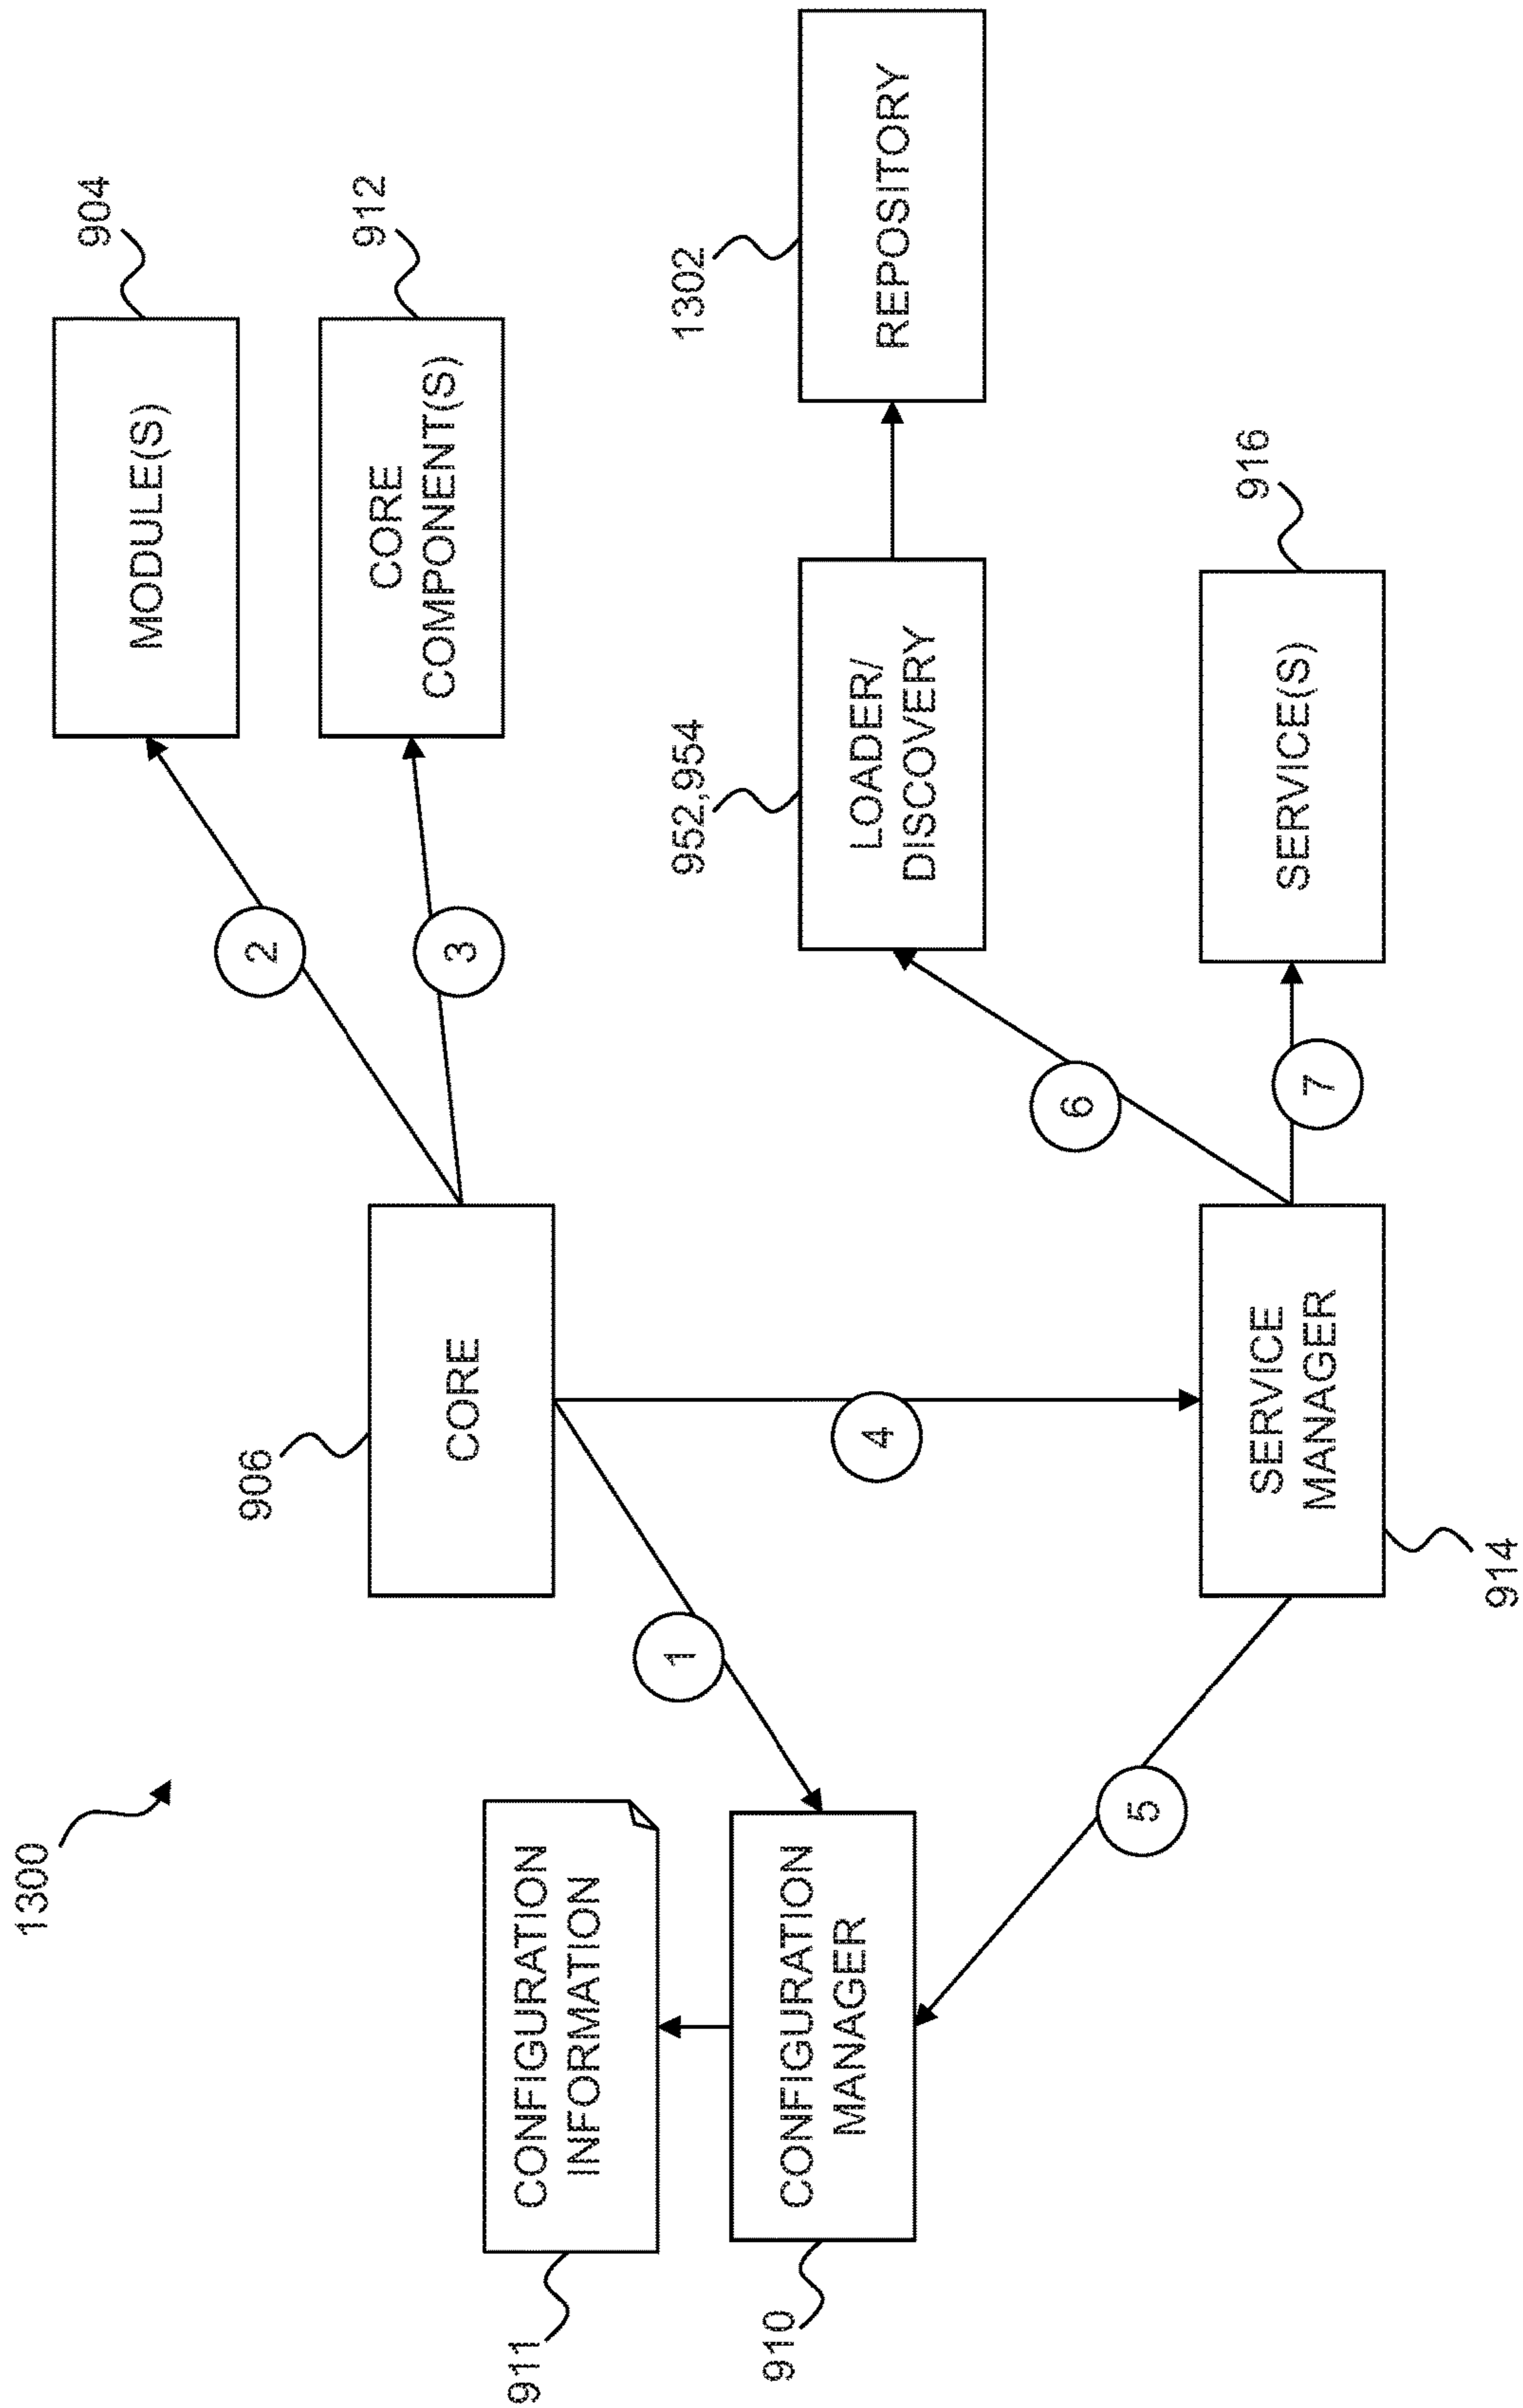 1300
911
CONFIGURATION
INFORMATION
910
CONFIGURATION
MANAGER
1
5
906
CORE
4
SERVICE
MANAGER
914
2
3
6
7
904
MODULE(S)
912
CORE
COMPONENT(S)
952,954
LOADER/
DISCOVERY
1302
REPOSITORY
916
SERVICE(S)